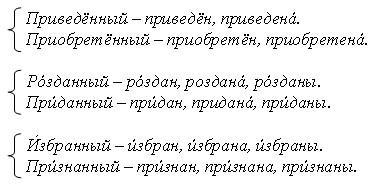 Приведённый – приведён, приведена́.
Приобретённый – приобретён, приобретена́.
Ро́зданный – ро́здан, роздана́, ро́зданы.
При́данный – при́дан, придана́, при́даны.
И́збранный – и́збран, и́збрана, и́збраны.
При́знанный – при́знан, при́знана, при́знаны.